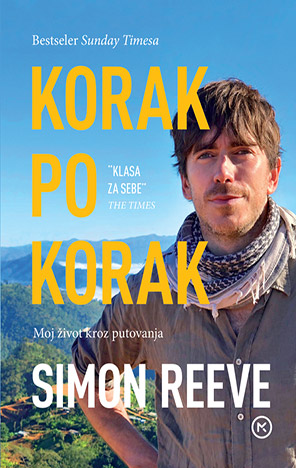 Bestseler Sunday Timesa
KORAK
PO
"KLASA
ZA SEBE"
THE TIMES
KORAK
Moj život kroz putovanja
SIMON REEVE
M